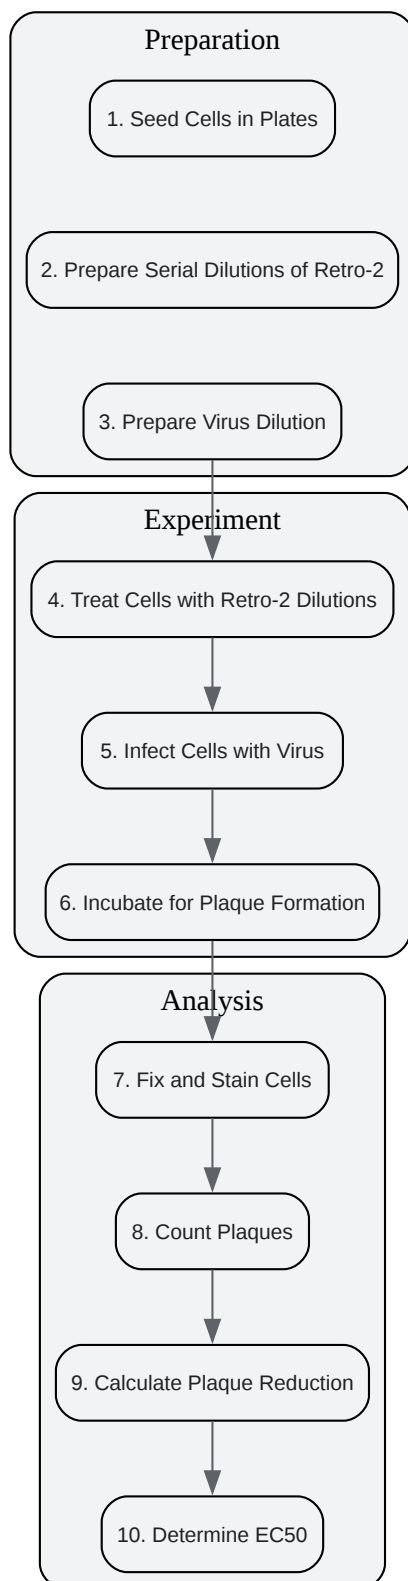 Preparation
1. Seed Cells in Plates
2. Prepare Serial Dilutions of Retro-2
3. Prepare Virus Dilution
Experiment
4. Treat Cells with Retro-2 Dilutions
5. Infect Cells with Virus
6. Incubate for Plaque Formation
Analysis
7. Fix and Stain Cells
8. Count Plaques
9. Calculate Plaque Reduction
10. Determine EC50